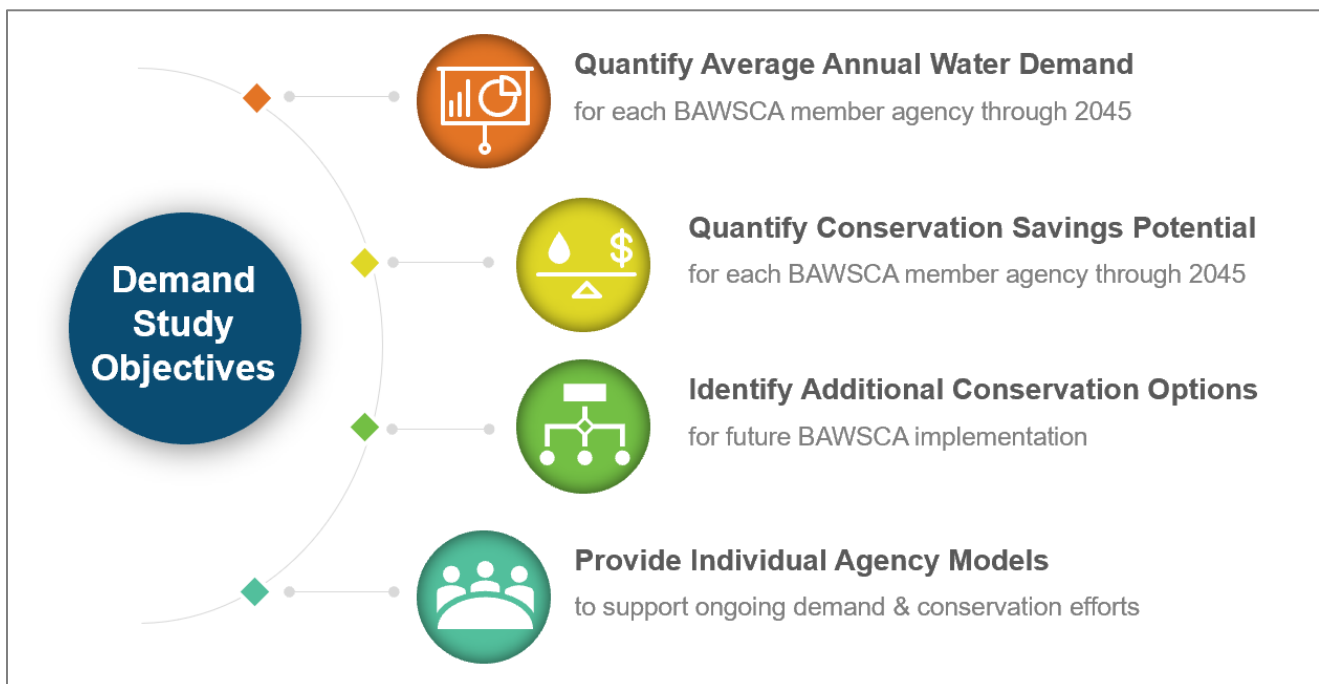 Demand
Study
Objectives
Quantify Average Annual Water Demand
for each BAWSCA member agency through 2045
$
Quantify Conservation Savings Potential
for each BAWSCA member agency through 2045
Identify Additional Conservation Options
for future BAWSCA implementation
Provide Individual Agency Models
to support ongoing demand & conservation efforts